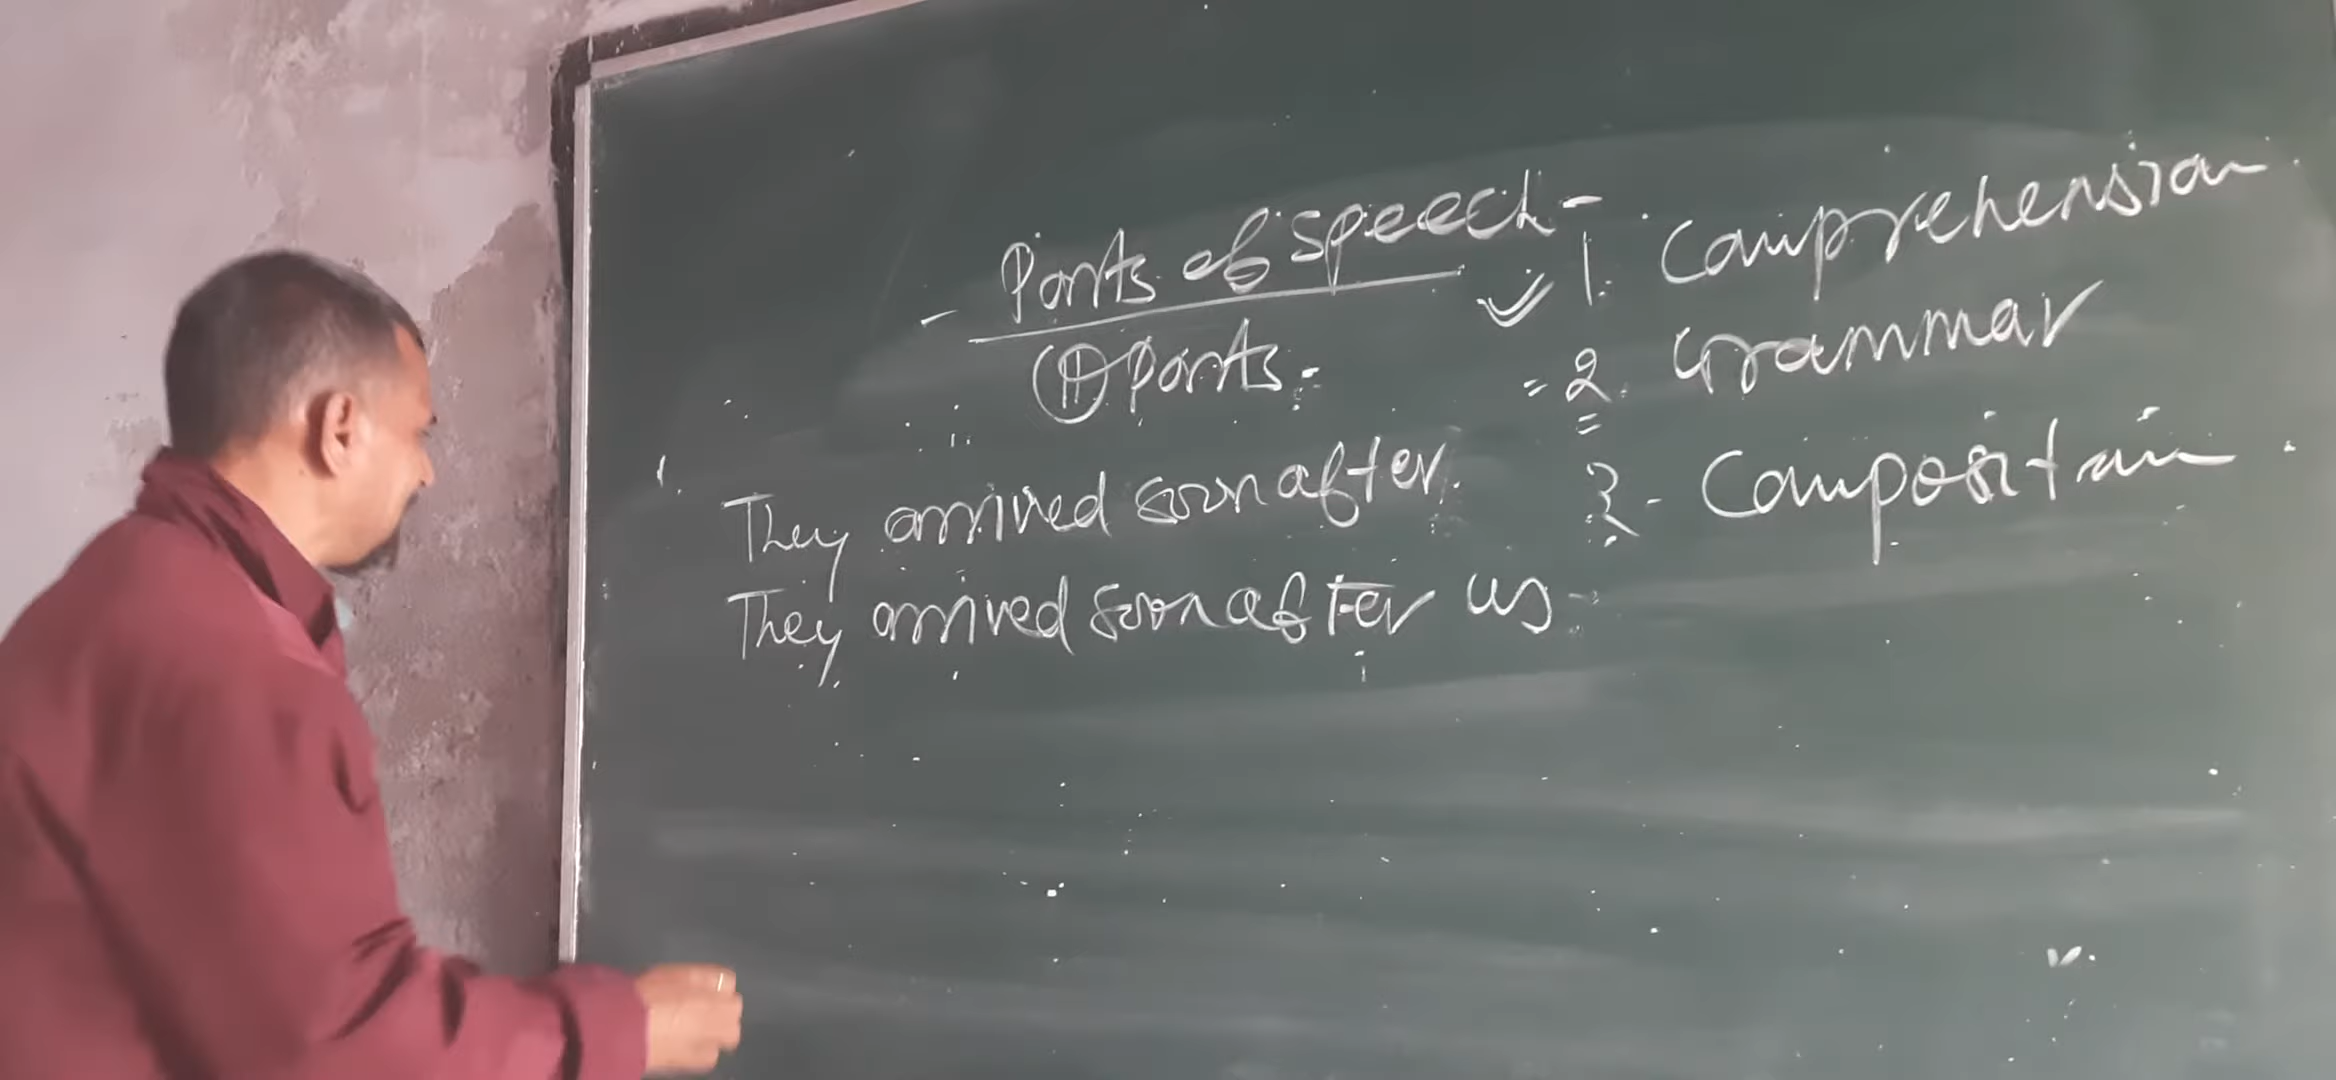 - Parts of speech -
(A) parts -
1. They arrived soon after.
They arrived soon after us -
1. Comprehension.
= 2. Grammar
3 - Composition.